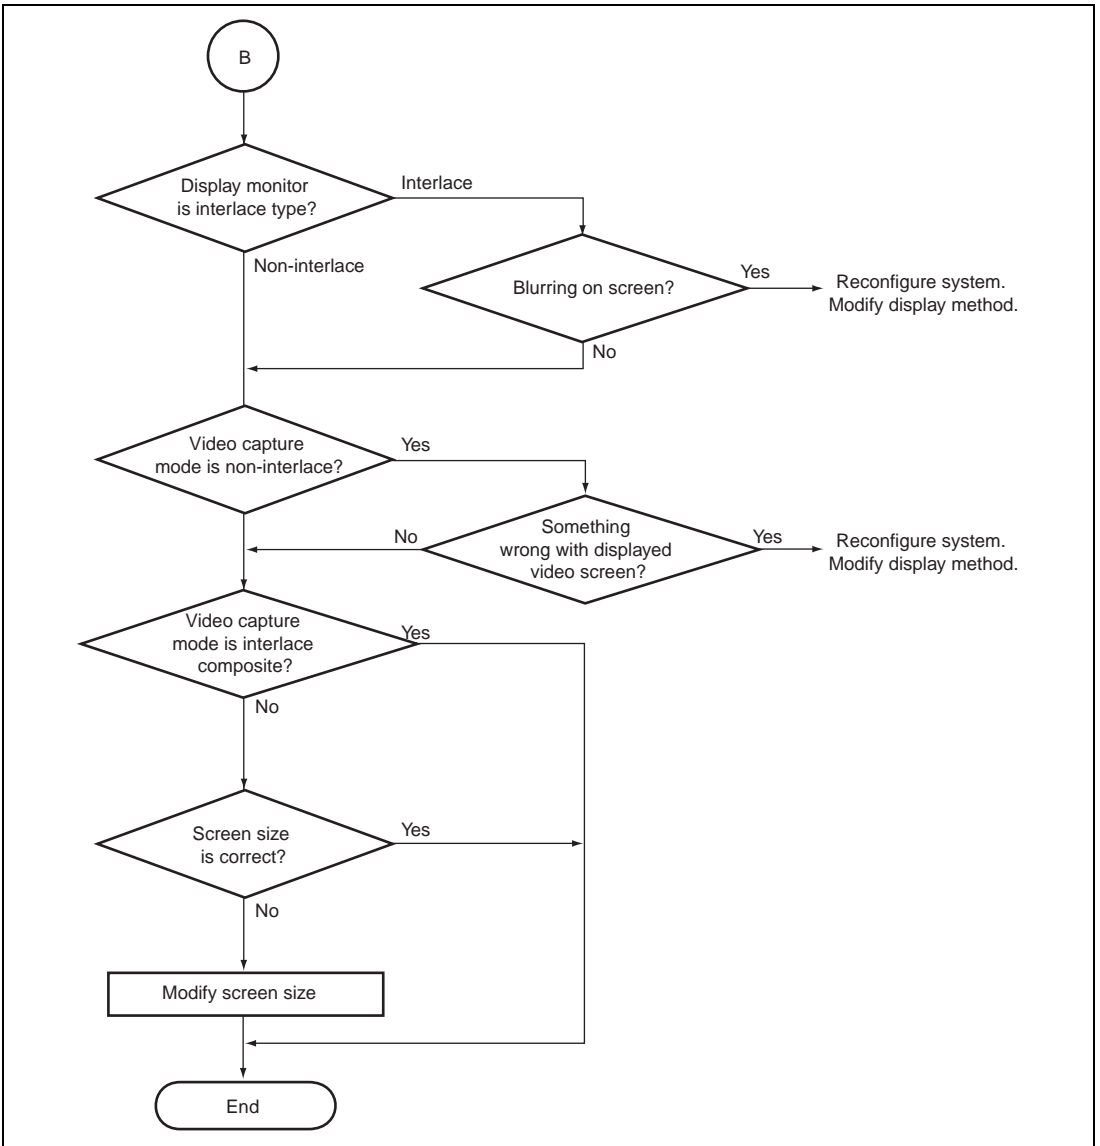 B
Display monitor
is interlace type?
Interlace
Non-interlace
Blurring on screen?
Yes
Reconfigure system.
Modify display method.
No
Video capture
mode is non-interlace?
Yes
Something
wrong with displayed
video screen?
No
Yes
Reconfigure system.
Modify display method.
Video capture
mode is interlace
composite?
Yes
No
Screen size
is correct?
Yes
No
Modify screen size
End